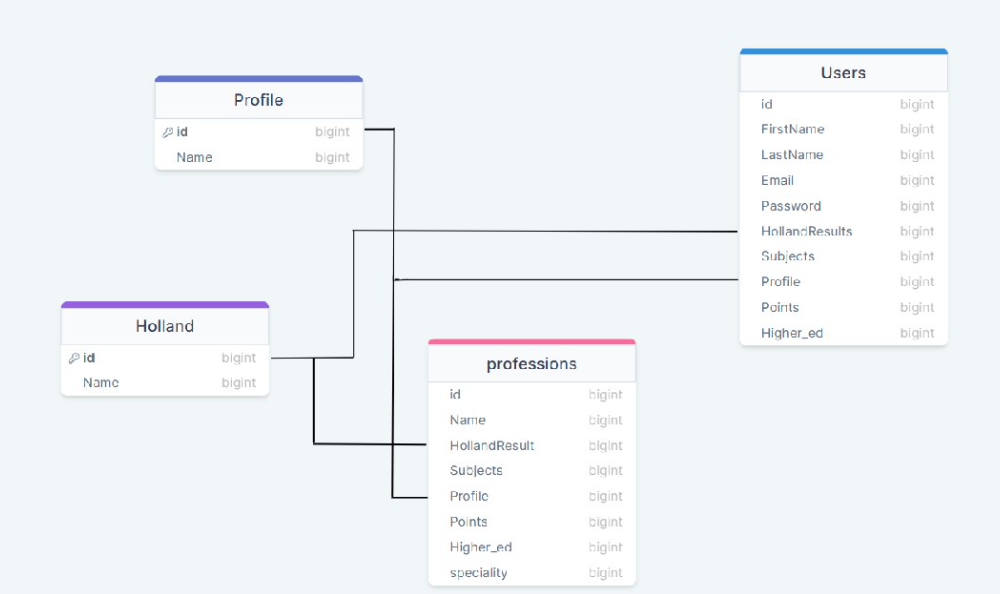 Profile
id bigint
Name bigint
Users
id bigint
FirstName bigint
LastName bigint
Email bigint
Password bigint
HollandResults bigint
Subjects bigint
Profile bigint
Points bigint
Higher_ed bigint
Holland
id bigint
Name bigint
professions
id bigint
Name bigint
HollandResult bigint
Subjects bigint
Profile bigint
Points bigint
Higher_ed bigint
speciality bigint